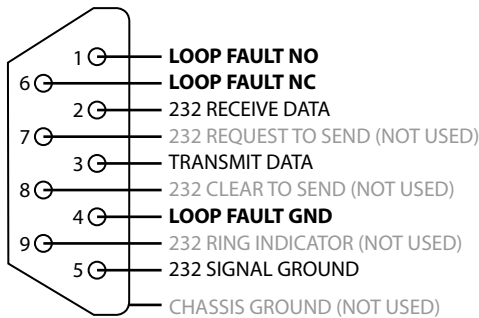 1 LOOP FAULT NO
6 LOOP FAULT NC
2 232 RECEIVE DATA
7 232 REQUEST TO SEND (NOT USED)
3 TRANSMIT DATA
8 232 CLEAR TO SEND (NOT USED)
4 LOOP FAULT GND
9 232 RING INDICATOR (NOT USED)
5 232 SIGNAL GROUND
CHASSIS GROUND (NOT USED)